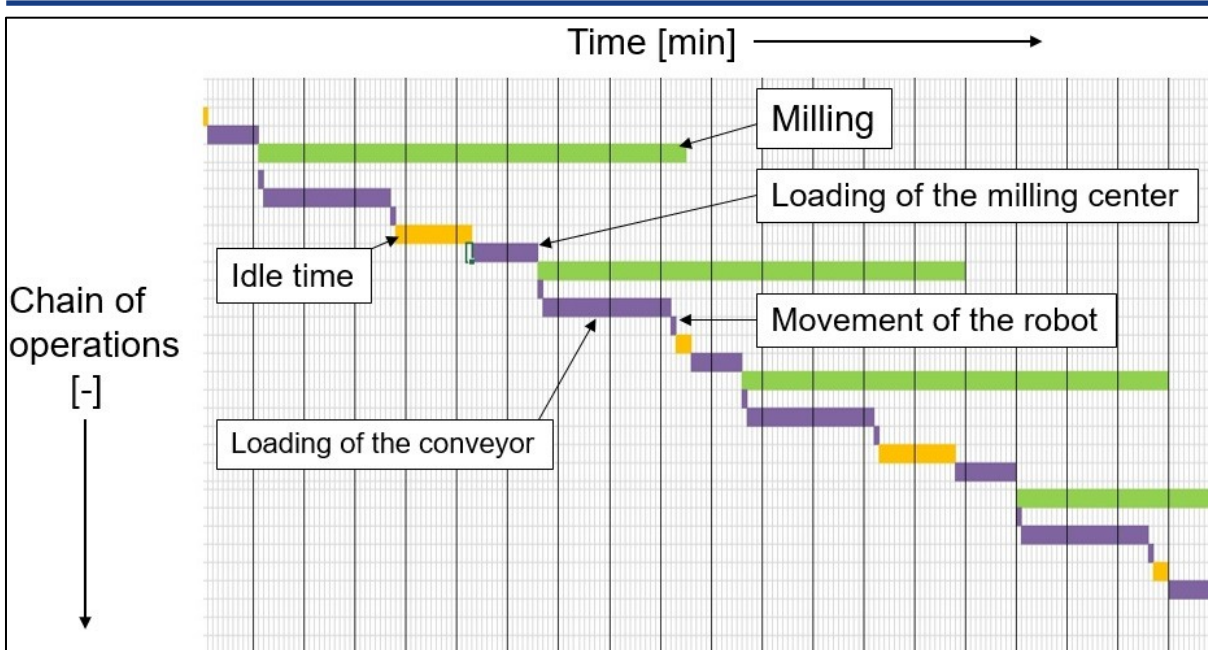 Time [min]
Milling
Loading of the milling center
Idle time
Chain of
operations
[-]
Movement of the robot
Loading of the conveyor